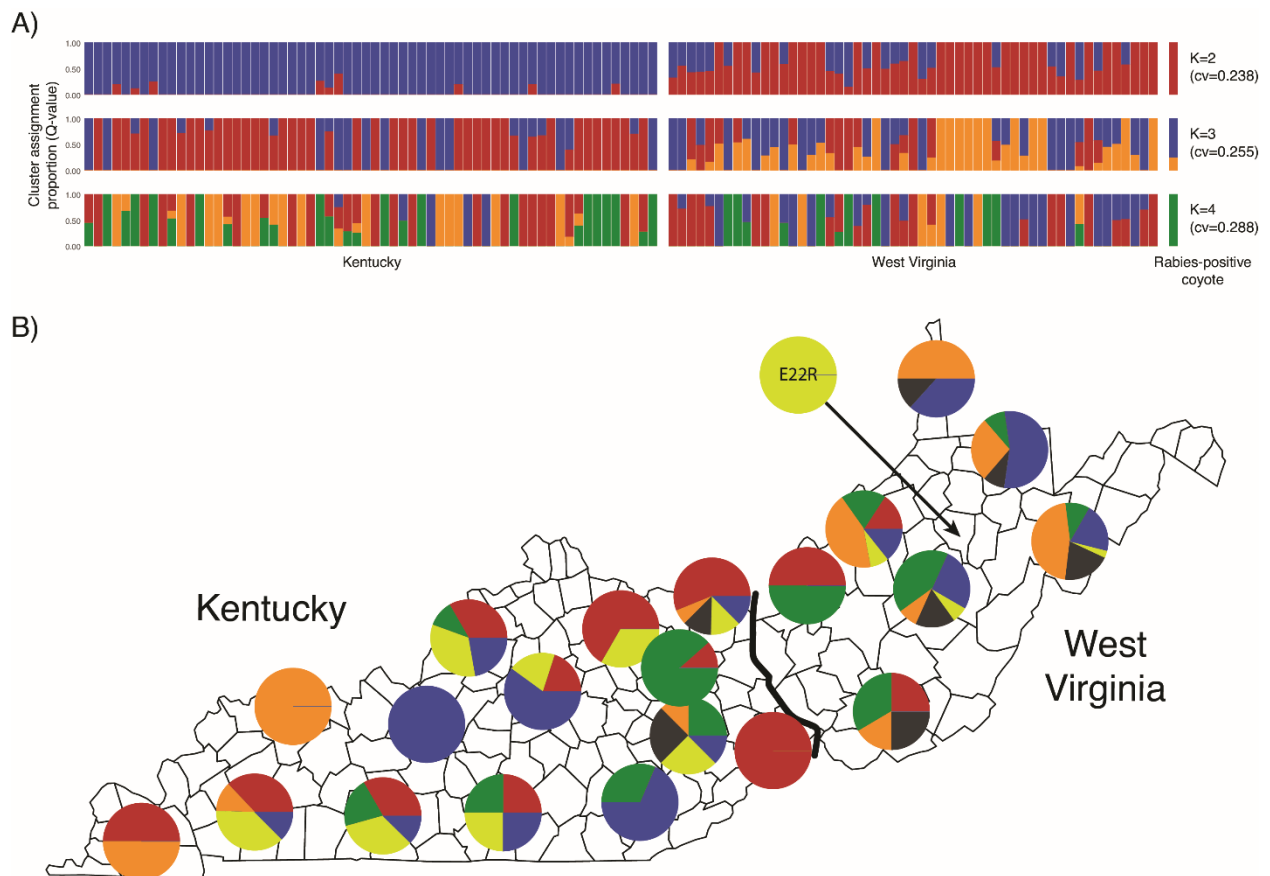 A)
Cluster assignment
proportion (Q-value)
1.00
0.50
0.00
K=2
(cv=0.238)
1.00
0.50
0.00
K=3
(cv=0.255)
1.00
0.50
0.00
K=4
(cv=0.288)
Kentucky
West Virginia
Rabies-positive
coyote
B)
E22R
Kentucky
West
Virginia